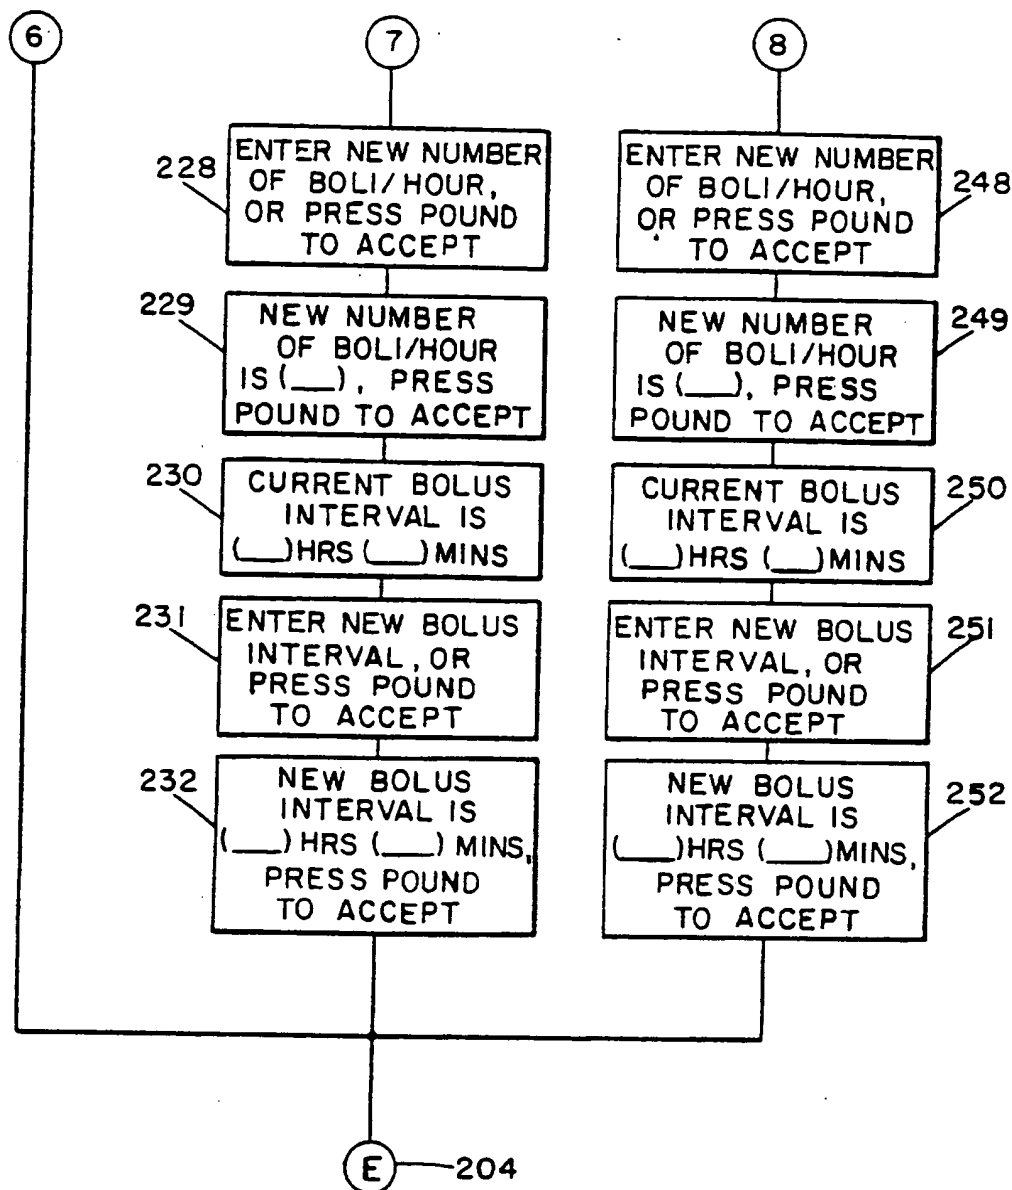 6
7
8
228
ENTER NEW NUMBER
OF BOLI/HOUR,
OR PRESS POUND
TO ACCEPT
229
NEW NUMBER
OF BOLI/HOUR
IS (___), PRESS
POUND TO ACCEPT
230
CURRENT BOLUS
INTERVAL IS
(___)HRS (___)MINS
231
ENTER NEW BOLUS
INTERVAL, OR
PRESS POUND
TO ACCEPT
232
NEW BOLUS
INTERVAL IS
(___) HRS (___) MINS,
PRESS POUND
TO ACCEPT
ENTER NEW NUMBER
OF BOLI/HOUR,
OR PRESS POUND
TO ACCEPT
248
NEW NUMBER
OF BOLI/HOUR
IS (___), PRESS
POUND TO ACCEPT
249
CURRENT BOLUS
INTERVAL IS
(___)HRS (___)MINS
250
ENTER NEW BOLUS
INTERVAL, OR
PRESS POUND
TO ACCEPT
251
NEW BOLUS
INTERVAL IS
(___)HRS (___)MINS,
PRESS POUND
TO ACCEPT
252
E
204